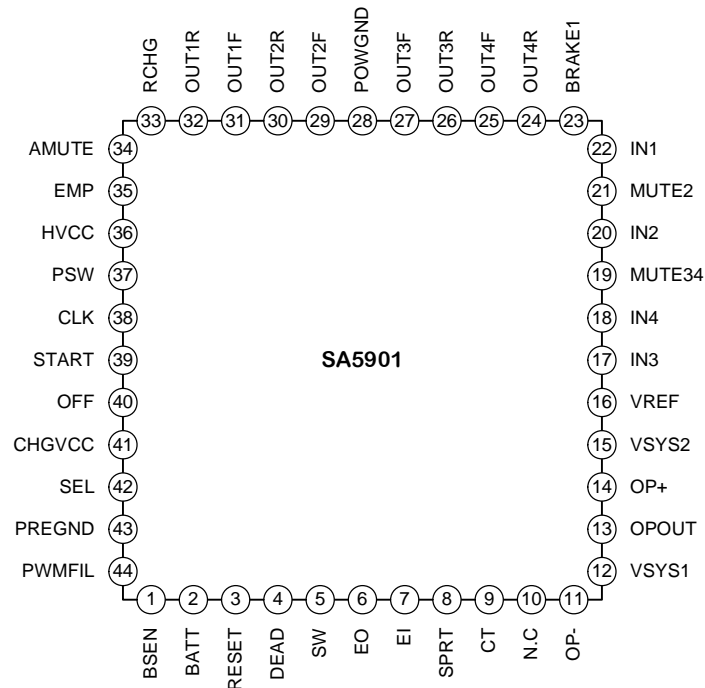 RCHG OUT1R OUT1F OUT2R OUT2F POWGND OUT3F OUT3R OUT4F OUT4R BRAKE1
33 32 31 30 29 28 27 26 25 24 23
AMUTE 34 22 IN1
EMP 35 21 MUTE2
HVCC 36 20 IN2
PSW 37 19 MUTE34
CLK 38 18 IN4
START 39 SA5901 17 IN3
OFF 40 16 VREF
CHGVCC 41 15 VSYS2
SEL 42 14 OP+
PREGND 43 13 OPOUT
PWMFIL 44 12 VSYS1
1 2 3 4 5 6 7 8 9 10 11
BSEN BATT RESET DEAD SW EO EI SPRT CT N.C OP-